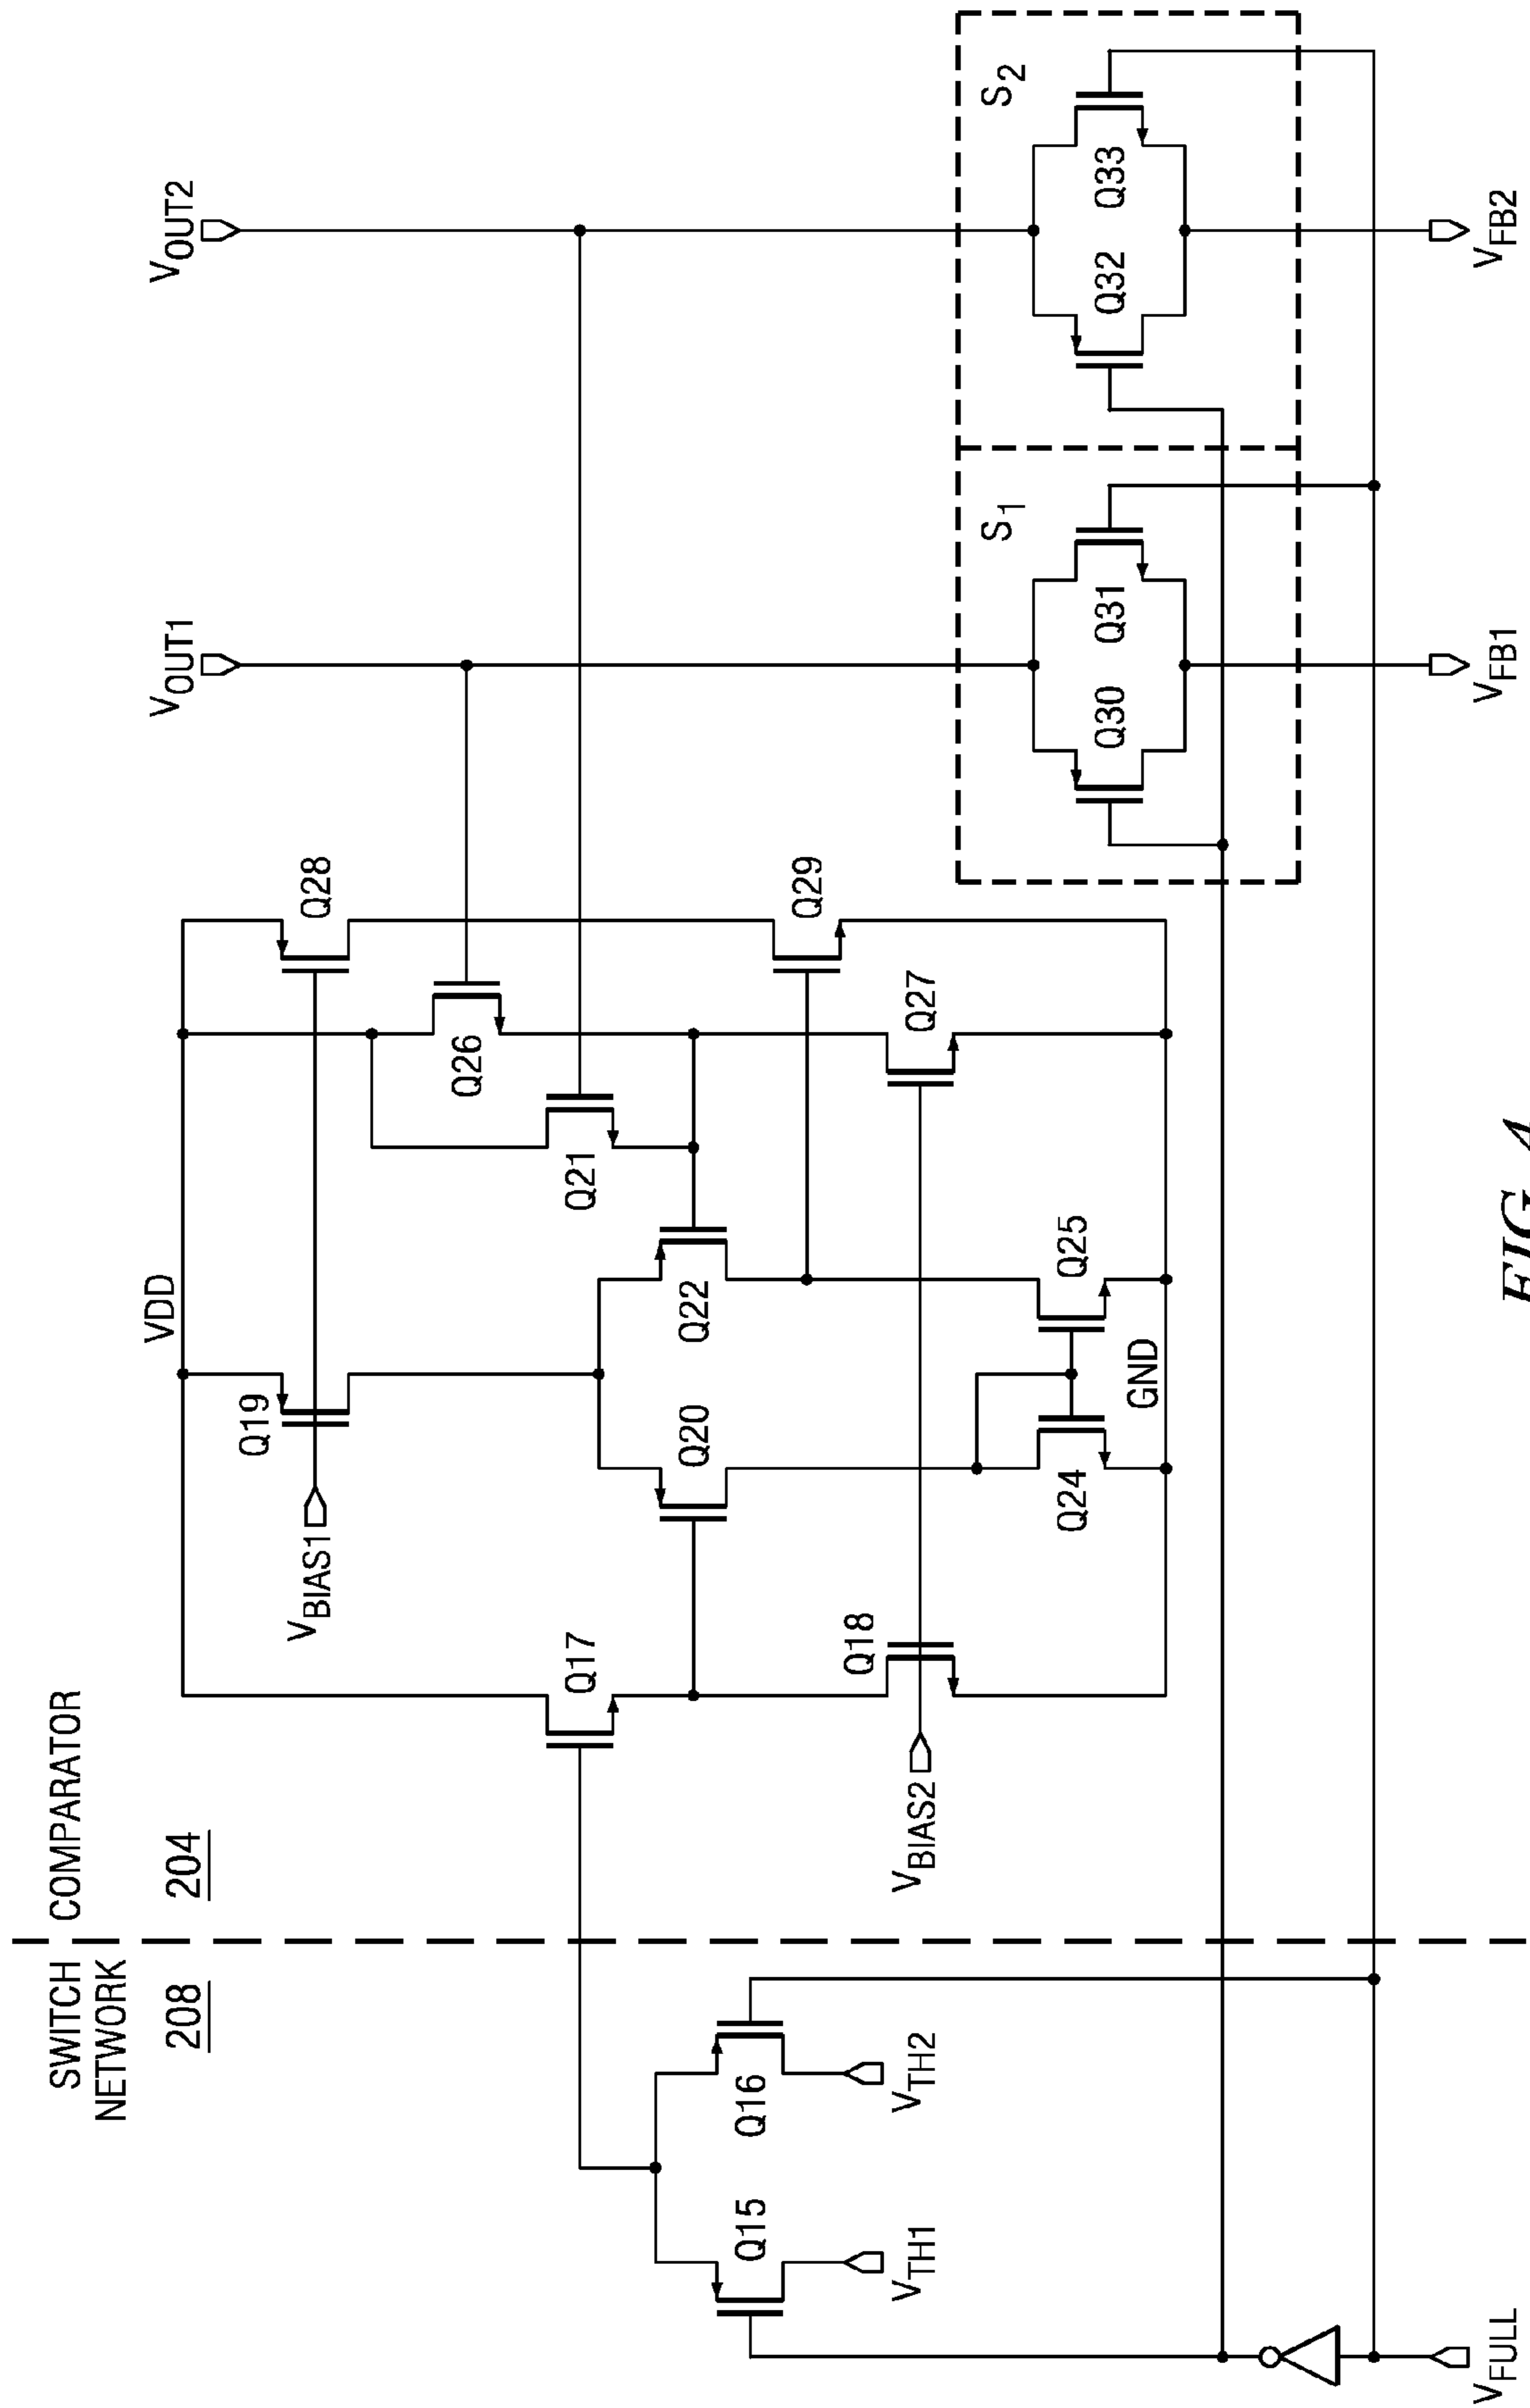 SWITCH
NETWORK
208
COMPARATOR
204
VDD
VBIAS1
Q19
Q28
VOUT1
VOUT2
Q17
Q20
Q22
Q21
Q26
Q15
Q16
VTH1
VTH2
VBIAS2
Q18
Q27
Q29
Q24
Q25
GND
S1
Q30
Q31
S2
Q32
Q33
VFULL
VFB1
VFB2
FIG. 4